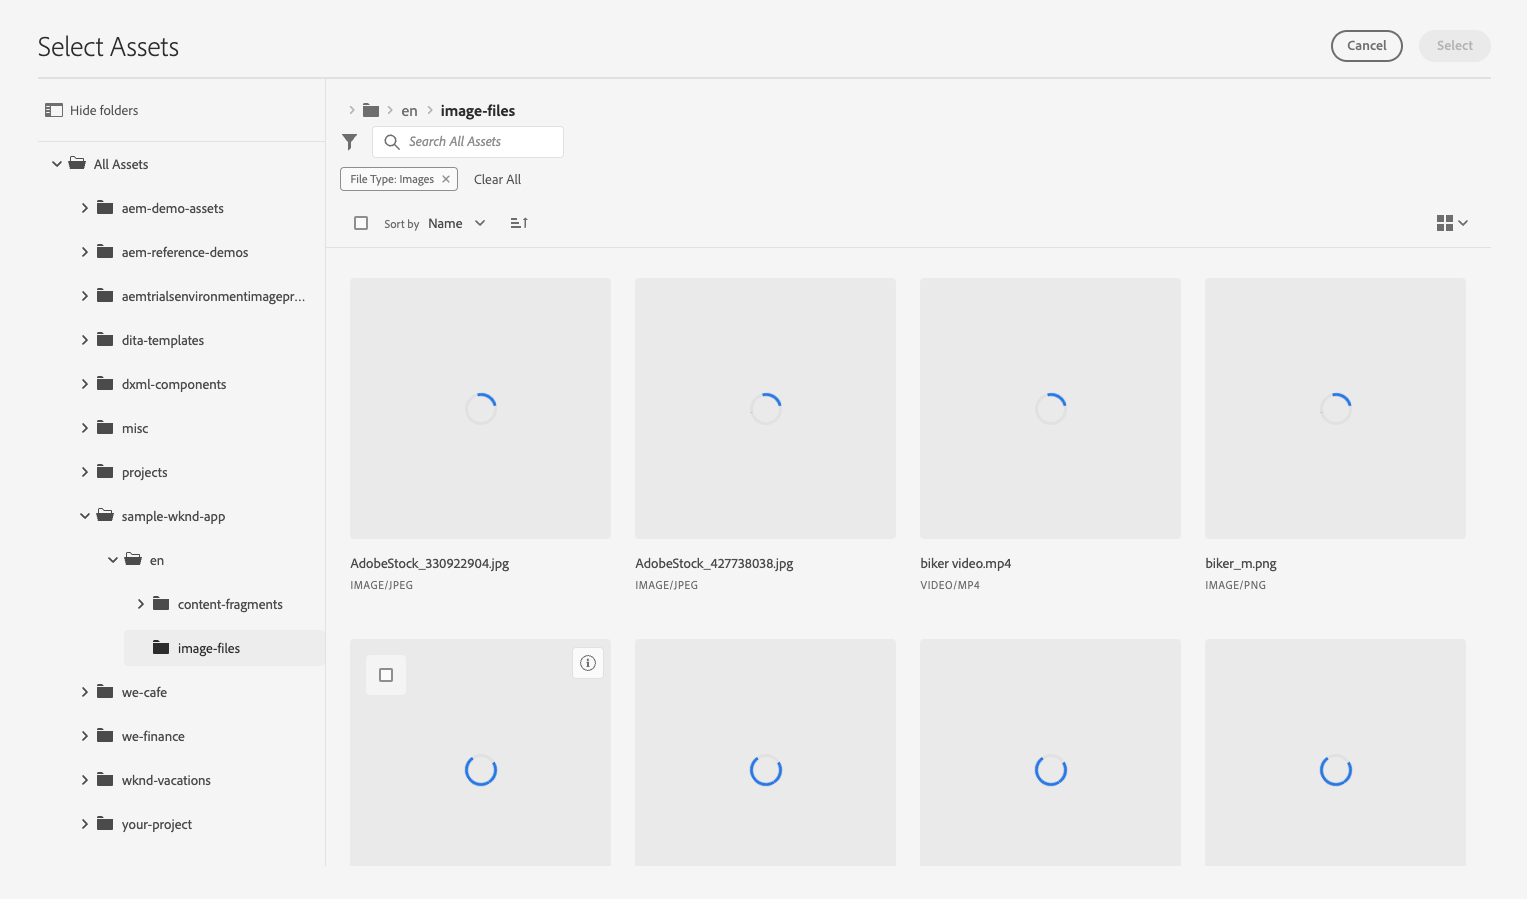 Select Assets
Cancel
Select
Hide folders
All Assets
aem-demo-assets
aem-reference-demos
aemtrialsenvironmentimagepr...
dita-templates
dxml-components
misc
projects
sample-wknd-app
en
content-fragments
image-files
we-cafe
we-finance
wknd-vacations
your-project
en
image-files
Search All Assets
File Type: Images
Clear All
Sort by Name
AdobeStock_330922904.jpg
IMAGE/JPEG
AdobeStock_427738038.jpg
IMAGE/JPEG
biker video.mp4
VIDEO/MP4
biker_m.png
IMAGE/PNG